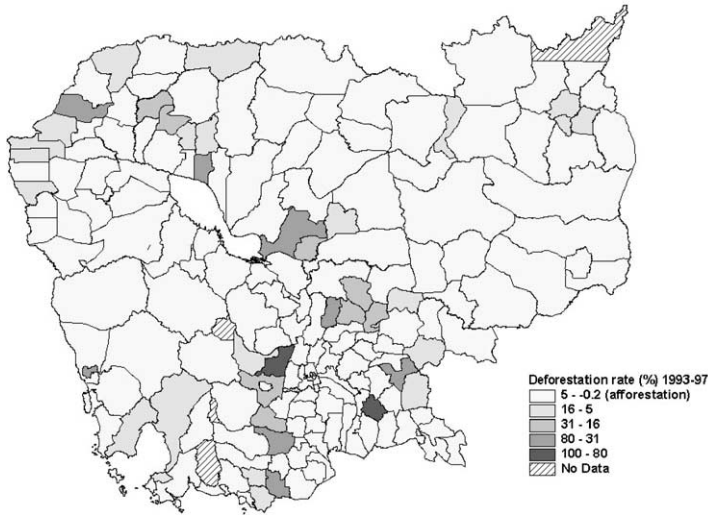 Deforestation rate (%) 1993-97
5 - -0.2 (afforestation)
16 - 5
31 - 16
80 - 31
100 - 80
No Data